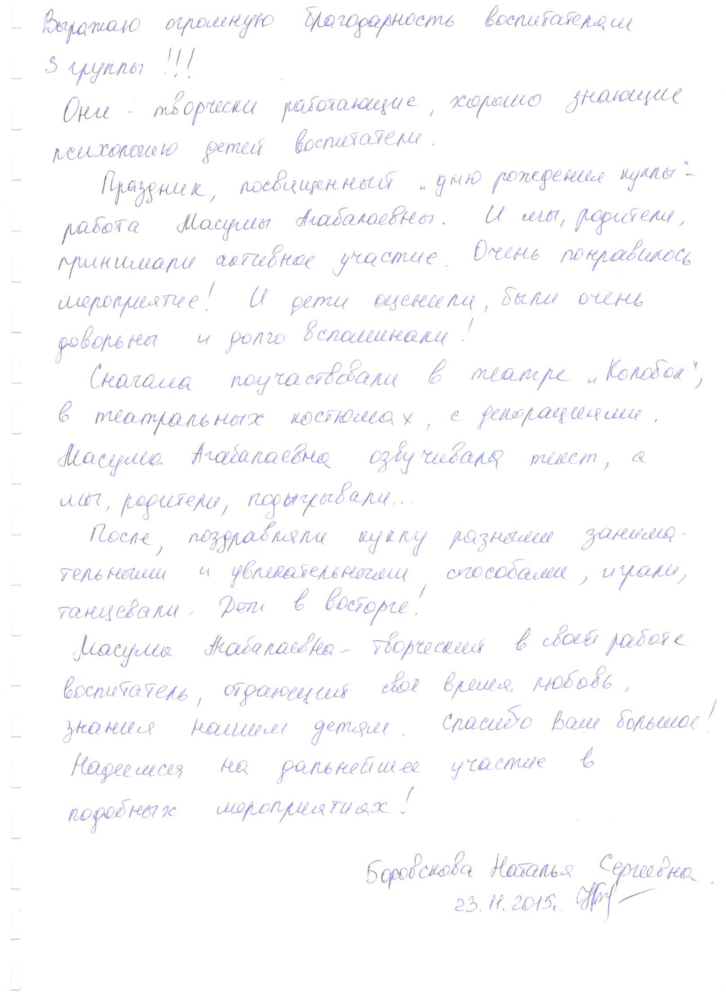 Выражаю огромную благодарность воспитателям
3 группы !!!
Они - творчески работающие, хорошо знающие
психологию детей воспитатели.
Праздник, посвященный „дню рождения куклы“-
работа Масумы Агабалаевны. И мы, родители,
принимали активное участие. Очень понравилось
мероприятие! И дети оценили, были очень
довольны и долго вспоминали!
Сначала поучаствовали в театре „Колобок“,
в театральных костюмах, с декорациями.
Масума Агабалаевна озвучивала текст, а
мы, родители, подыгрывали...
После, поздравляли куклу разными занима-
тельными и увлекательными способами, играли,
танцевали. Дети в восторге!
Масума Агабалаевна - творческий в своей работе
воспитатель, отдающий свое время, любовь,
знания нашим детям. Спасибо Вам большое!
Надеемся на дальнейшее участие в
подобных мероприятиях!
Боровскова Наталья Сергеевна.
23.11.2015г.